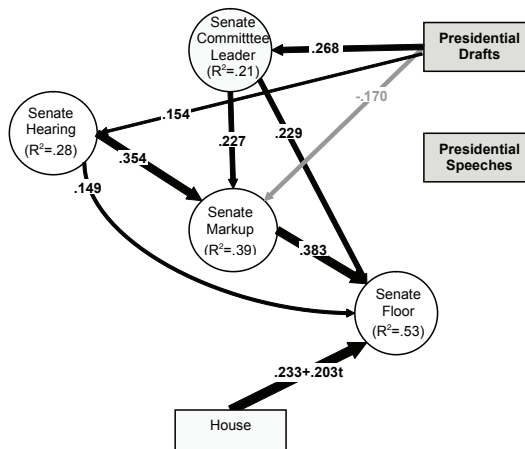 Senate
Committtee
Leader
(R²=.21)
.268
Presidential
Drafts
-.170
Senate
Hearing
(R²=.28)
.154
.227
.229
Presidential
Speeches
.354
.149
Senate
Markup
(R²=.39)
.383
Senate
Floor
(R²=.53)
.233+.203t
House